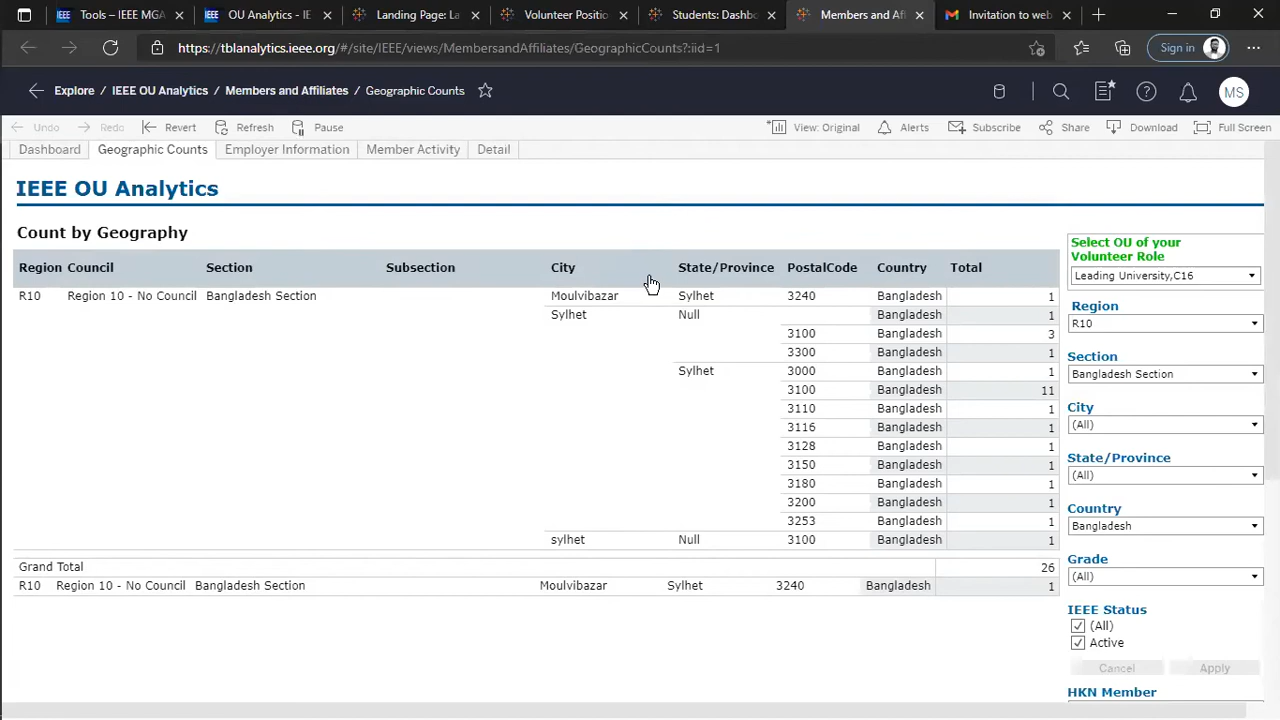 Tools – IEEE MGA
OU Analytics - IE
Landing Page: La
Volunteer Positio
Students: Dashbo
Members and Aff
Invitation to web
https://tblanalytics.ieee.org/#/site/IEEE/views/MembersandAffiliates/GeographicCounts?:iid=1
Sign in
Explore / IEEE OU Analytics / Members and Affiliates / Geographic Counts
MS
Undo Redo Revert Refresh Pause View: Original Alerts Subscribe Share Download Full Screen
Dashboard Geographic Counts Employer Information Member Activity Detail
IEEE OU Analytics
Count by Geography
Region Council Section Subsection City State/Province PostalCode Country Total
R10 Region 10 - No Council Bangladesh Section Moulvibazar Sylhet 3240 Bangladesh 1
Sylhet Null Bangladesh 1
3100 Bangladesh 3
3300 Bangladesh 1
Sylhet 3000 Bangladesh 1
3100 Bangladesh 11
3110 Bangladesh 1
3116 Bangladesh 1
3128 Bangladesh 1
3150 Bangladesh 1
3180 Bangladesh 1
3200 Bangladesh 1
3253 Bangladesh 1
sylhet Null 3100 Bangladesh 1
Grand Total 26
R10 Region 10 - No Council Bangladesh Section Moulvibazar Sylhet 3240 Bangladesh 1
Select OU of your
Volunteer Role
Leading University,C16
Region
R10
Section
Bangladesh Section
City
(All)
State/Province
(All)
Country
Bangladesh
Grade
(All)
IEEE Status
(All)
Active
Cancel Apply
HKN Member